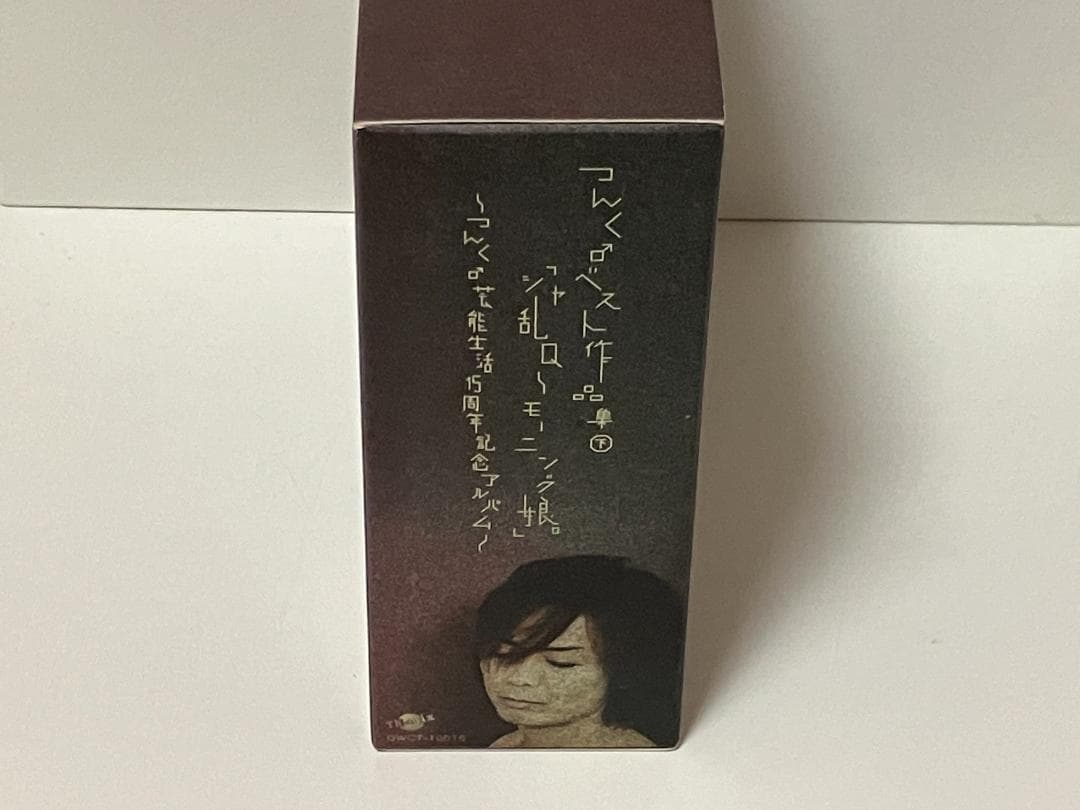 つんく♂ベスト作品集下
「シャ乱Q～モーニング娘。」
～つんく♂芸能生活15周年記念アルバム～